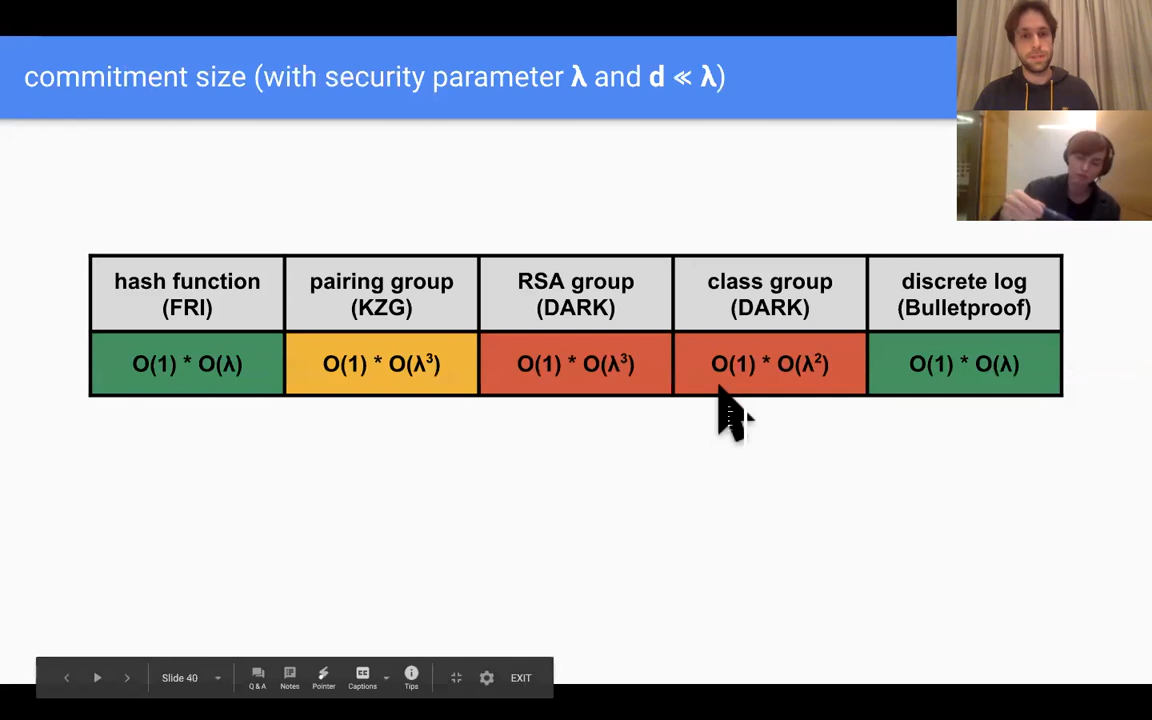 commitment size (with security parameter λ and d ≪ λ)
hash function (FRI)
pairing group (KZG)
RSA group (DARK)
class group (DARK)
discrete log (Bulletproof)
O(1) * O(λ)
O(1) * O(λ³)
O(1) * O(λ³)
O(1) * O(λ²)
O(1) * O(λ)
Slide 40
Q & A
Notes
Pointer
Captions
Tips
EXIT